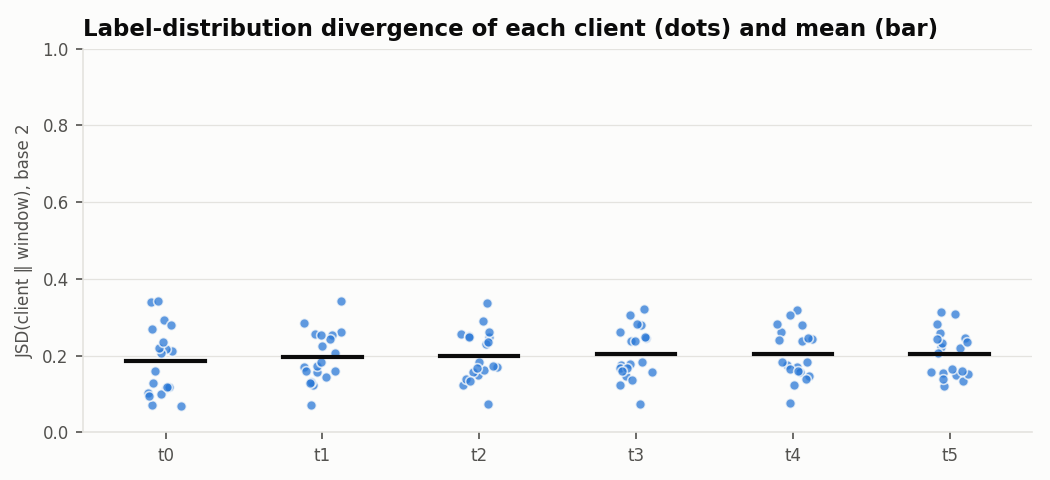 Label-distribution divergence of each client (dots) and mean (bar)
JSD(client ∥ window), base 2
1.0
0.8
0.6
0.4
0.2
0.0
t0 t1 t2 t3 t4 t5